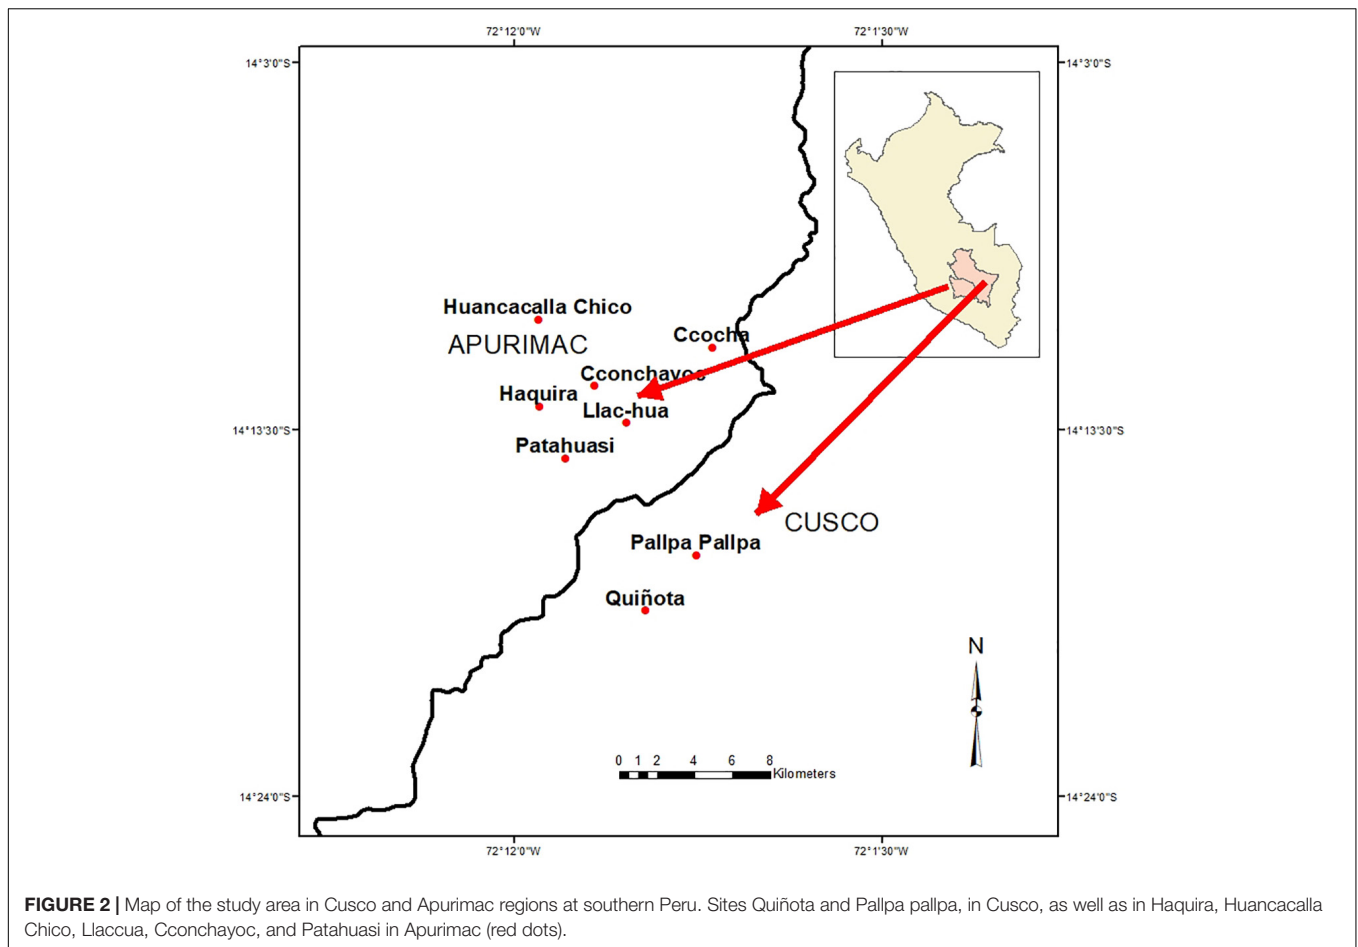 72°12'0"W 72°1'30"W
14°3'0"S 14°3'0"S
Huancacalla Chico
APURIMAC
Ccocha
Cconchayoc
Haquira
Llac-hua
14°13'30"S 14°13'30"S
Patahuasi
CUSCO
Pallpa Pallpa
Quiñota
N
0 1 2 4 6 8
Kilometers
14°24'0"S 14°24'0"S
72°12'0"W 72°1'30"W
FIGURE 2 | Map of the study area in Cusco and Apurimac regions at southern Peru. Sites Quiñota and Pallpa pallpa, in Cusco, as well as in Haquira, Huancacalla
Chico, Llaccua, Cconchayoc, and Patahuasi in Apurimac (red dots).